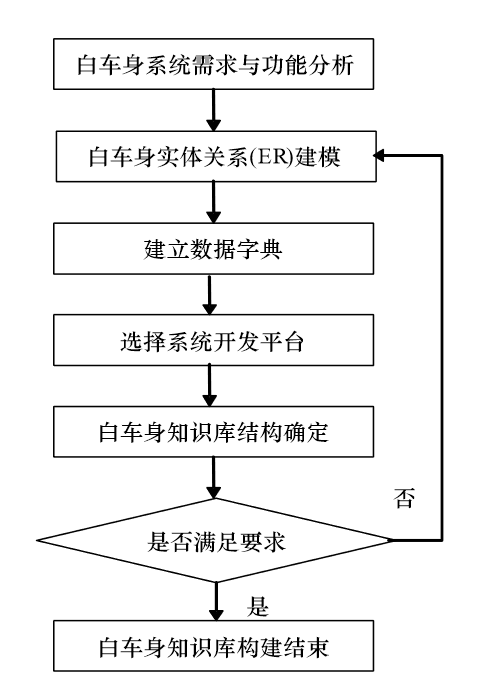 白车身系统需求与功能分析
白车身实体关系(ER)建模
建立数据字典
选择系统开发平台
白车身知识库结构确定
否
是否满足要求
是
白车身知识库构建结束